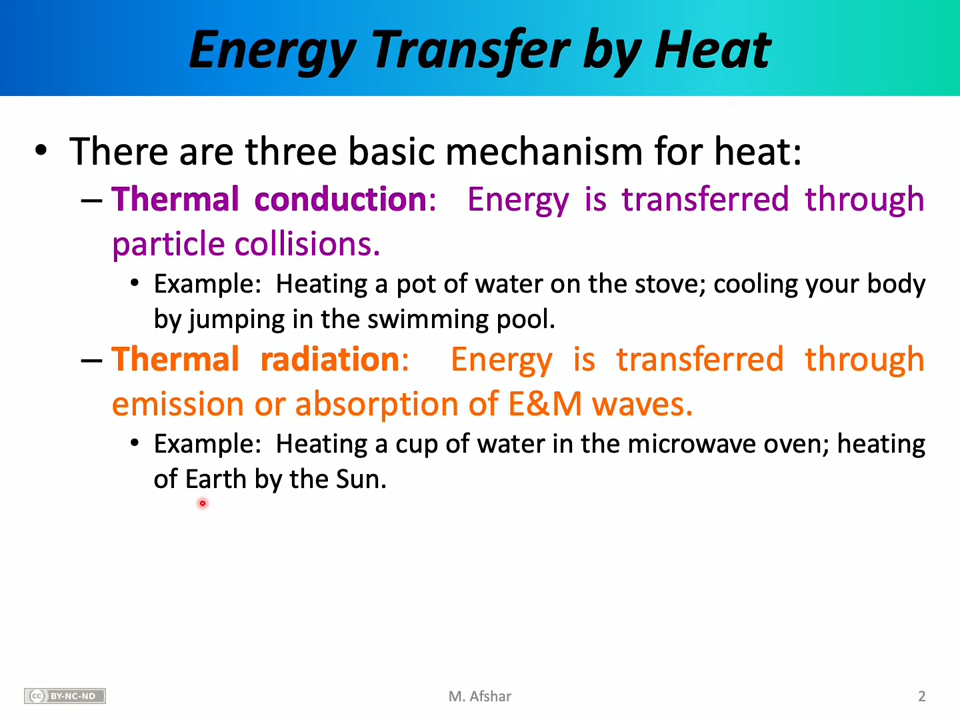 Energy Transfer by Heat
• There are three basic mechanism for heat:
– Thermal conduction: Energy is transferred through
particle collisions.
• Example: Heating a pot of water on the stove; cooling your body
by jumping in the swimming pool.
– Thermal radiation: Energy is transferred through
emission or absorption of E&M waves.
• Example: Heating a cup of water in the microwave oven; heating
of Earth by the Sun.
cc BY-NC-ND
M. Afshar
2